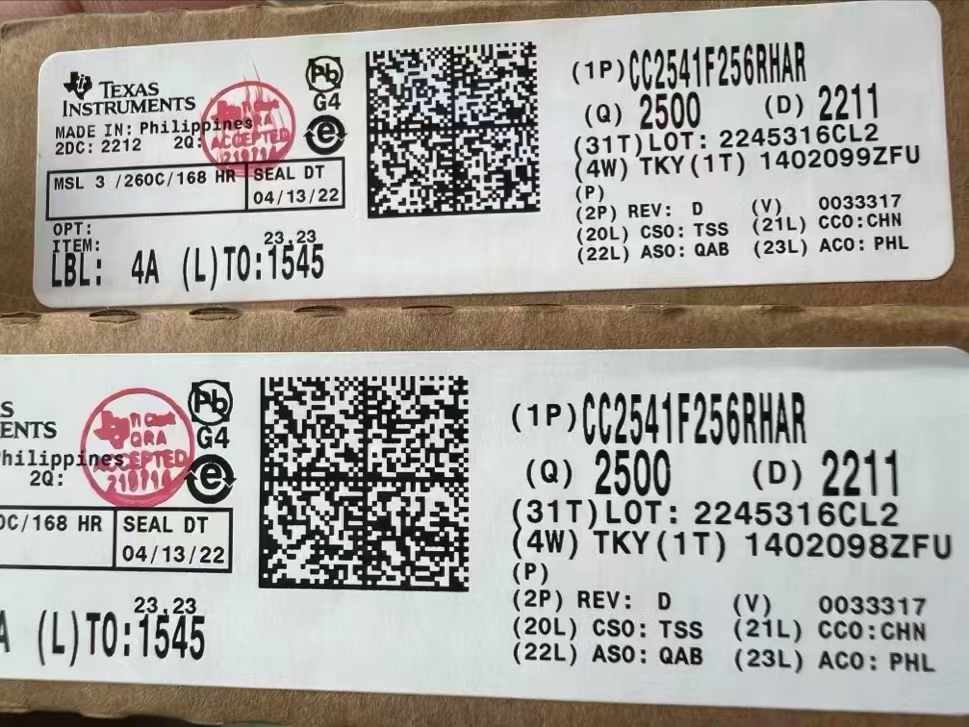 TEXAS
INSTRUMENTS
MADE IN: Philippines
2DC: 2212 2Q:
MSL 3 /260C/168 HR
SEAL DT
04/13/22
OPT:
ITEM:
23,23
LBL: 4A (L)TO:1545
Pb
G4
e
QRA
ACCEPTED
(1P)CC2541F256RHAR
(Q) 2500 (D) 2211
(31T)LOT: 2245316CL2
(4W) TKY(1T) 1402099ZFU
(P)
(2P) REV: D (V) 0033317
(20L) CSO: TSS (21L) CCO:CHN
(22L) ASO: QAB (23L) ACO: PHL
S
ENTS
hilippines
2Q:
0C/168 HR
SEAL DT
04/13/22
23,23
A (L)TO:1545
Pb
G4
e
QRA
ACCEPTED
(1P)CC2541F256RHAR
(Q) 2500 (D) 2211
(31T)LOT: 2245316CL2
(4W) TKY(1T) 1402098ZFU
(P)
(2P) REV: D (V) 0033317
(20L) CSO: TSS (21L) CCO:CHN
(22L) ASO: QAB (23L) ACO: PHL